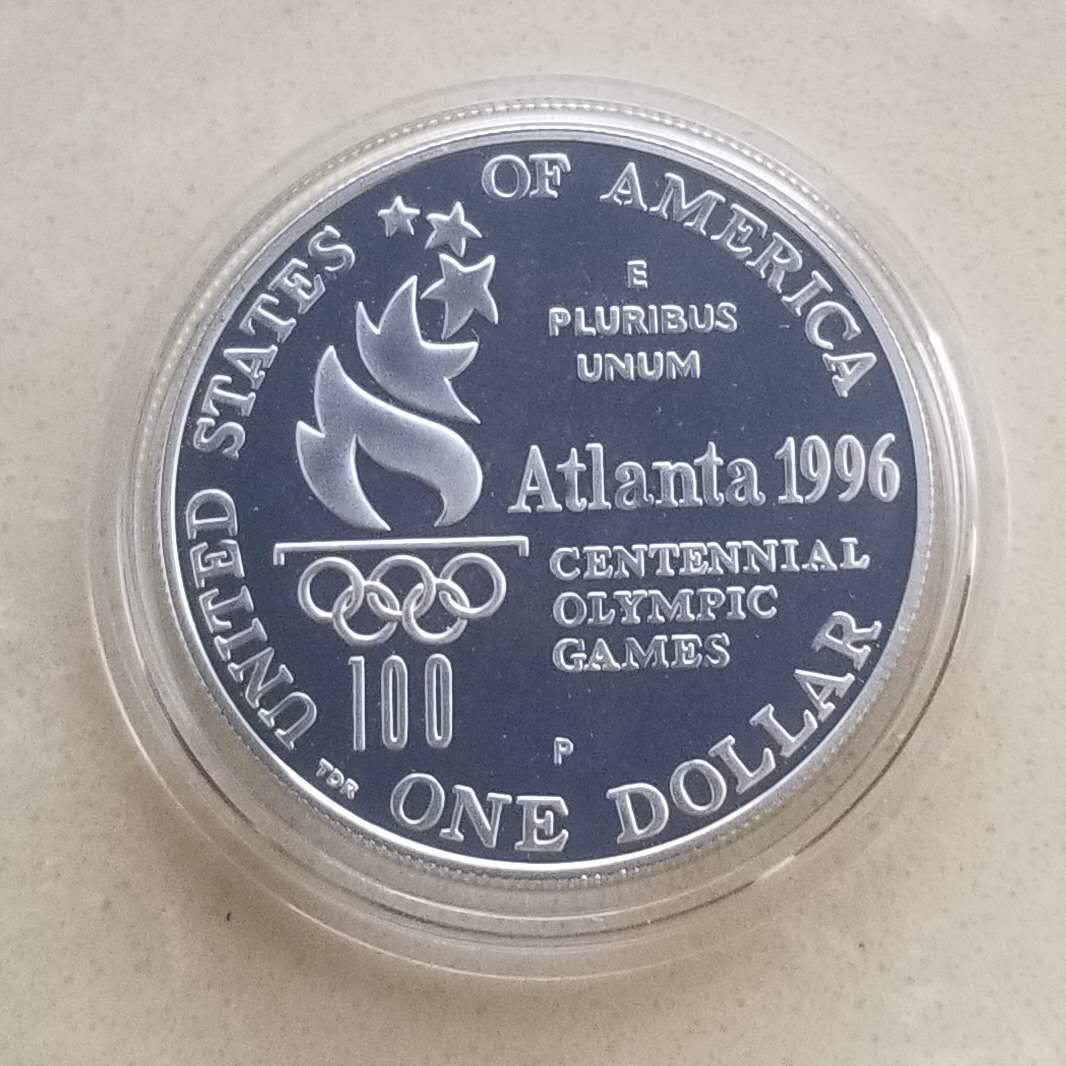 UNITED STATES OF AMERICA
E
PLURIBUS
UNUM
Atlanta 1996
CENTENNIAL
OLYMPIC
GAMES
100
P
TDR
ONE DOLLAR